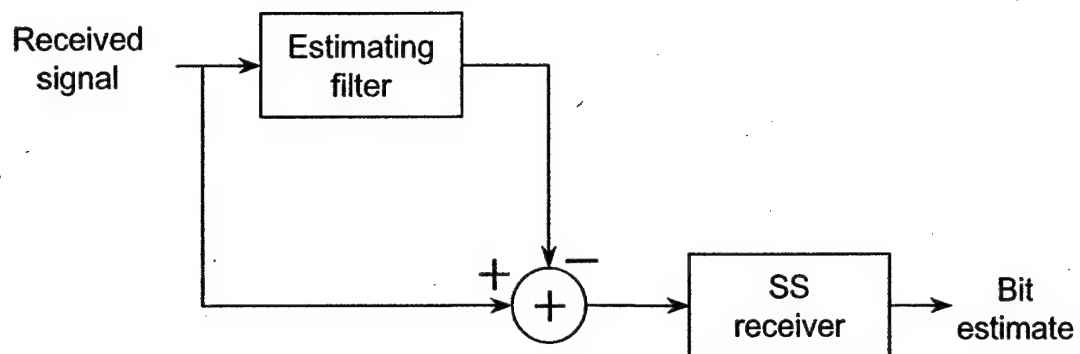 Received
signal
Estimating
filter
+
−
+
SS
receiver
Bit
estimate